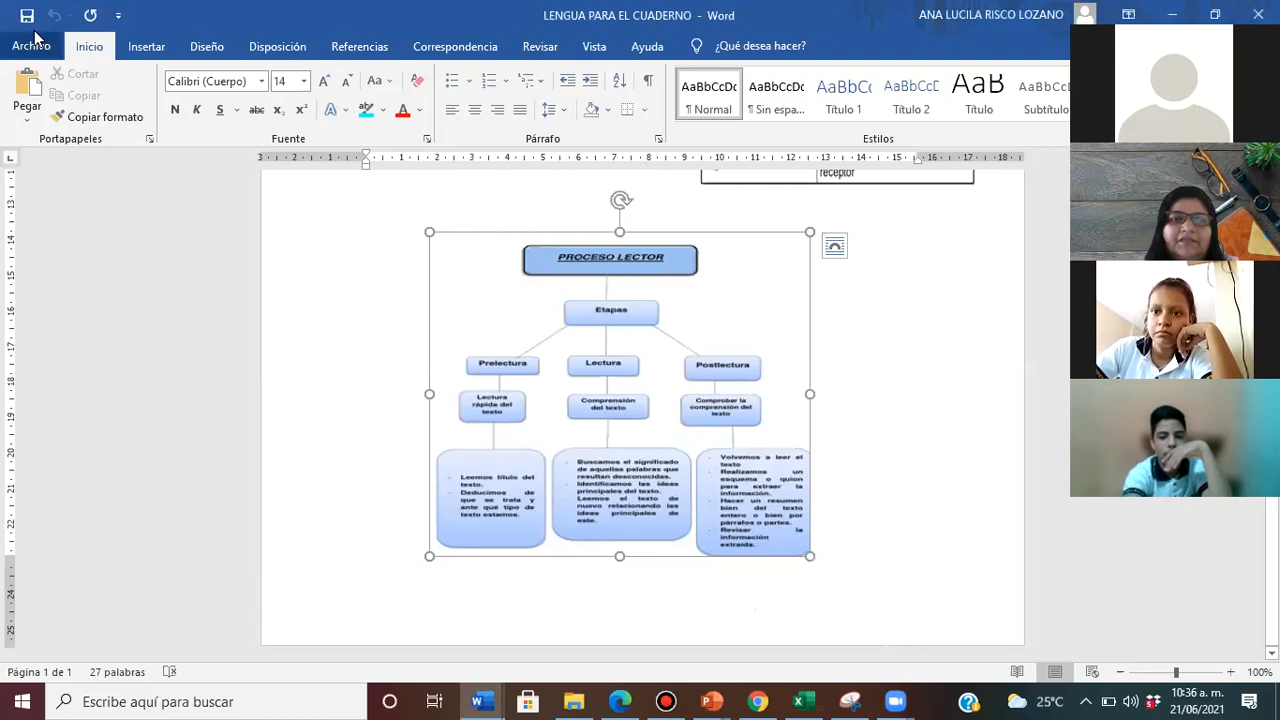 LENGUA PARA EL CUADERNO - Word
ANA LUCILA RISCO LOZANO
Archivo Inicio Insertar Diseño Disposición Referencias Correspondencia Revisar Vista Ayuda ¿Qué desea hacer?
Pegar
Cortar
Copiar
Copiar formato
Portapapeles
Calibri (Cuerpo) 14
N K S abc x₂ x²
Fuente
Párrafo
AaBbCcDc
¶ Normal
AaBbCcDc
¶ Sin espa...
AaBbC(
Título 1
AaBbCcD
Título 2
AaB
Título
AaBbCcD
Subtítulo
Estilos
receptor
PROCESO LECTOR
Etapas
Prelectura
Lectura
Postlectura
Lectura
rápida del
texto
Comprensión
del texto
Comprobar la
comprensión del
texto
- Leemos título del
texto.
- Deducimos de
que se trata y
ante qué tipo de
texto estamos.
- Buscamos el significado
de aquellas palabras que
resultan desconocidas.
- Identificamos las ideas
principales del texto.
- Leemos el texto de
nuevo relacionando las
ideas principales de
este.
- Volvemos a leer el
texto
- Realizamos un
esquema o quion
para extraer la
información.
- Hacer un resumen
bien del texto
entero o bien por
párrafos o partes.
- Revisar la
información
extraída.
Página 1 de 1 27 palabras
100%
Escribe aquí para buscar
25°C
10:36 a. m.
21/06/2021